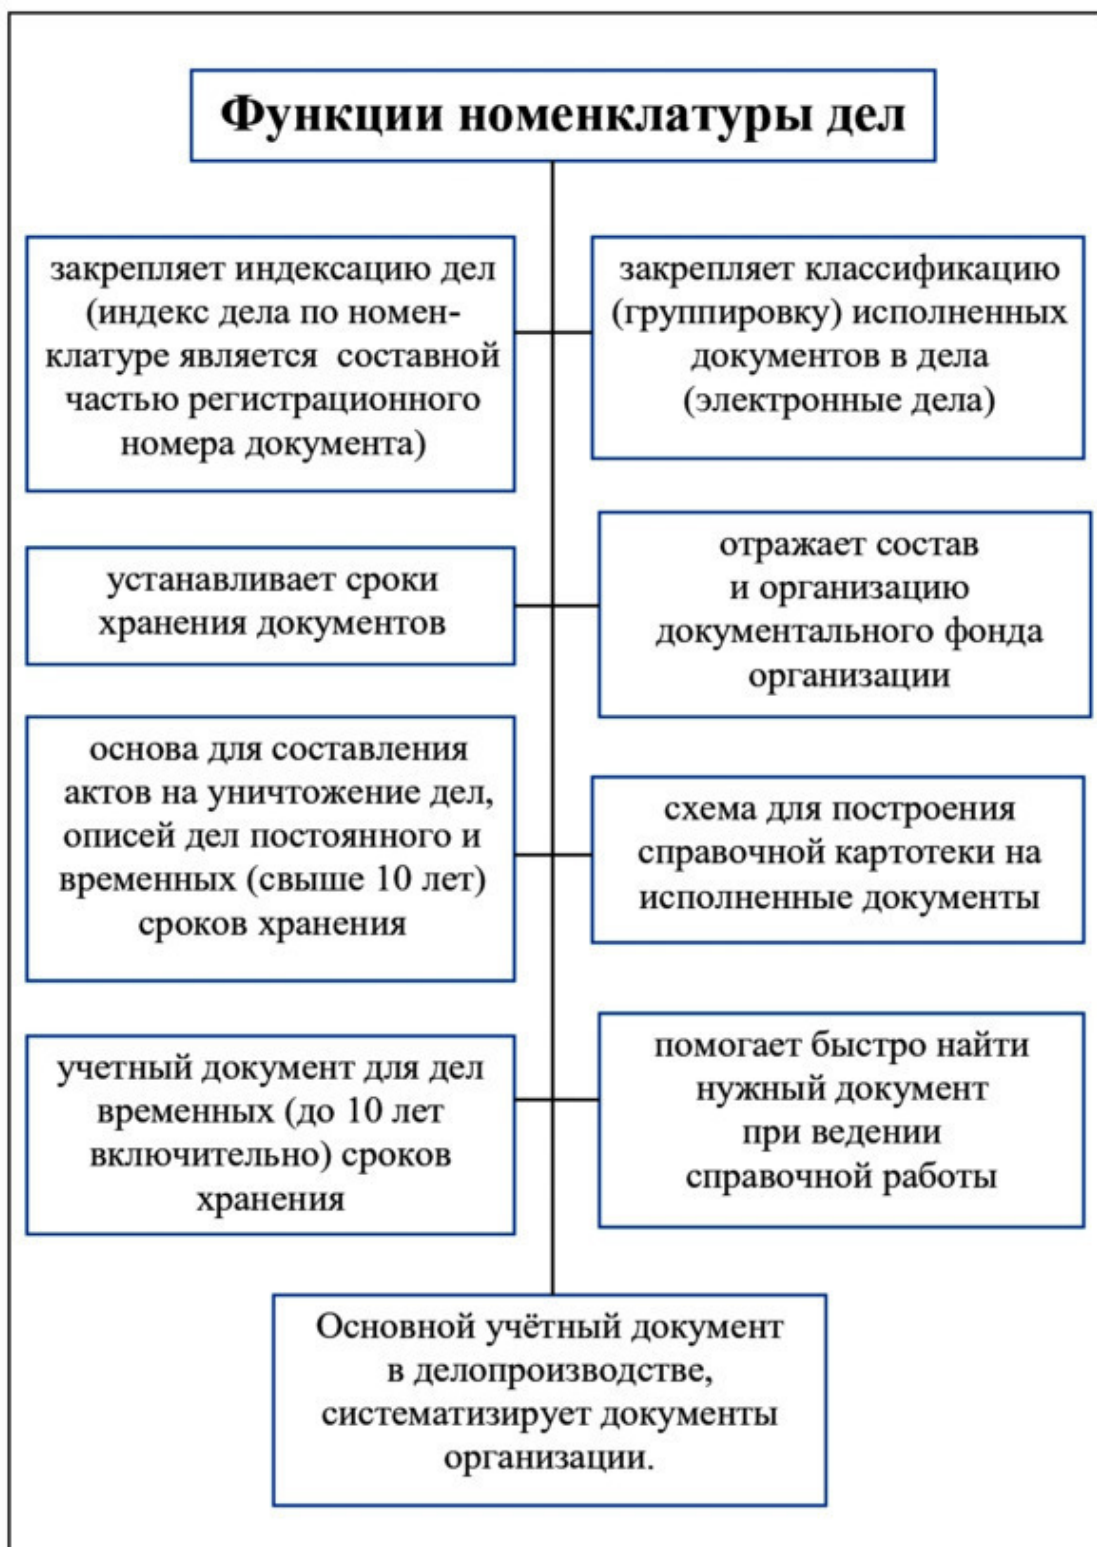 Функции номенклатуры дел
закрепляет индексацию дел
(индекс дела по номен-
клатуре является  составной
частью регистрационного
номера документа)
закрепляет классификацию
(группировку) исполненных
документов в дела
(электронные дела)
устанавливает сроки
хранения документов
отражает состав
и организацию
документального фонда
организации
основа для составления
актов на уничтожение дел,
описей дел постоянного и
временных (свыше 10 лет)
сроков хранения
схема для построения
справочной картотеки на
исполненные документы
учетный документ для дел
временных (до 10 лет
включительно) сроков
хранения
помогает быстро найти
нужный документ
при ведении
справочной работы
Основной учётный документ
в делопроизводстве,
систематизирует документы
организации.